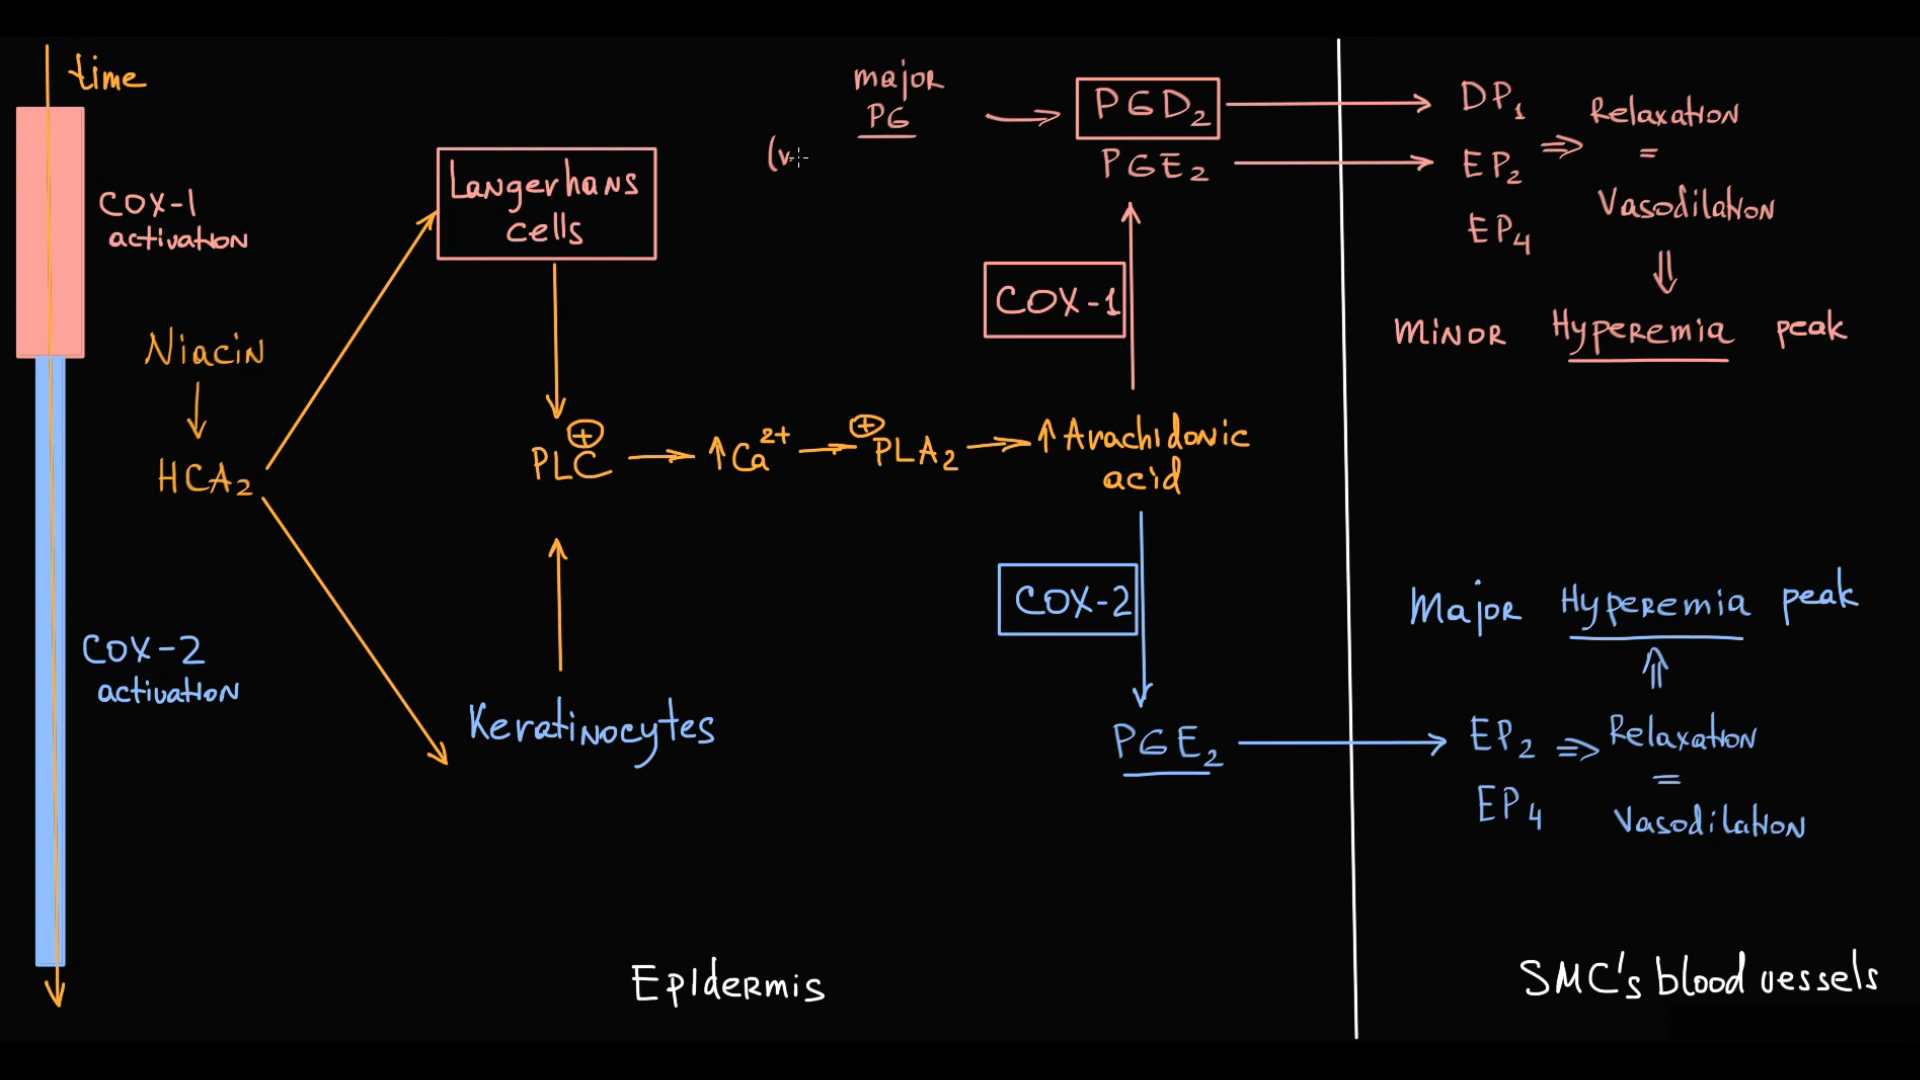 time
COX-1
activation
Niacin
HCA₂
COX-2
activation
Langerhans
cells
PLC
+
↑Ca²⁺
+
PLA₂
↑Arachidonic
acid
Keratinocytes
major
PG
(v
PGD₂
PGE₂
COX-1
COX-2
PGE₂
DP₁
EP₂
EP₄
Relaxation
=
Vasodilation
Minor Hyperemia peak
Major Hyperemia peak
EP₂
EP₄
Relaxation
=
Vasodilation
Epidermis
SMC's blood vessels